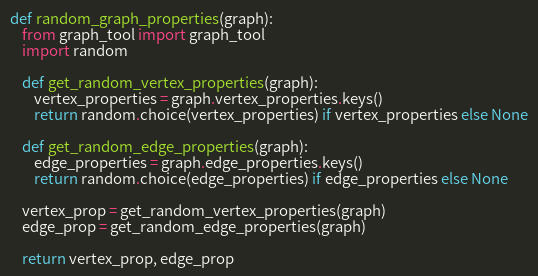 def random_graph_properties(graph):
    from graph_tool import graph_tool
    import random

    def get_random_vertex_properties(graph):
        vertex_properties = graph.vertex_properties.keys()
        return random.choice(vertex_properties) if vertex_properties else None

    def get_random_edge_properties(graph):
        edge_properties = graph.edge_properties.keys()
        return random.choice(edge_properties) if edge_properties else None

    vertex_prop = get_random_vertex_properties(graph)
    edge_prop = get_random_edge_properties(graph)

    return vertex_prop, edge_prop